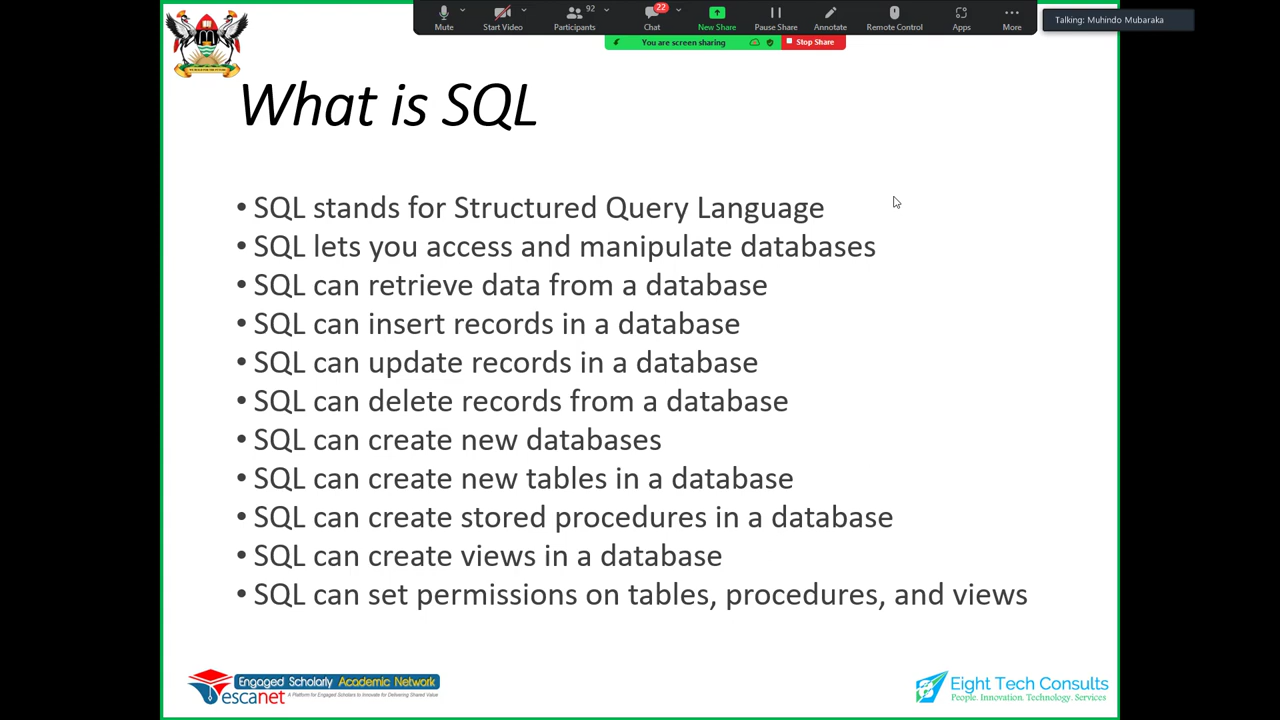 Mute
Start Video
92
Participants
22
Chat
New Share
Pause Share
Annotate
Remote Control
Apps
More
Talking: Muhindo Mubaraka
You are screen sharing
Stop Share
What is SQL
• SQL stands for Structured Query Language
• SQL lets you access and manipulate databases
• SQL can retrieve data from a database
• SQL can insert records in a database
• SQL can update records in a database
• SQL can delete records from a database
• SQL can create new databases
• SQL can create new tables in a database
• SQL can create stored procedures in a database
• SQL can create views in a database
• SQL can set permissions on tables, procedures, and views
Engaged Scholarly Academic Network
escanet
A Platform for Engaged Scholars to Innovate for Delivering Shared Value
Eight Tech Consults
People. Innovation. Technology. Services